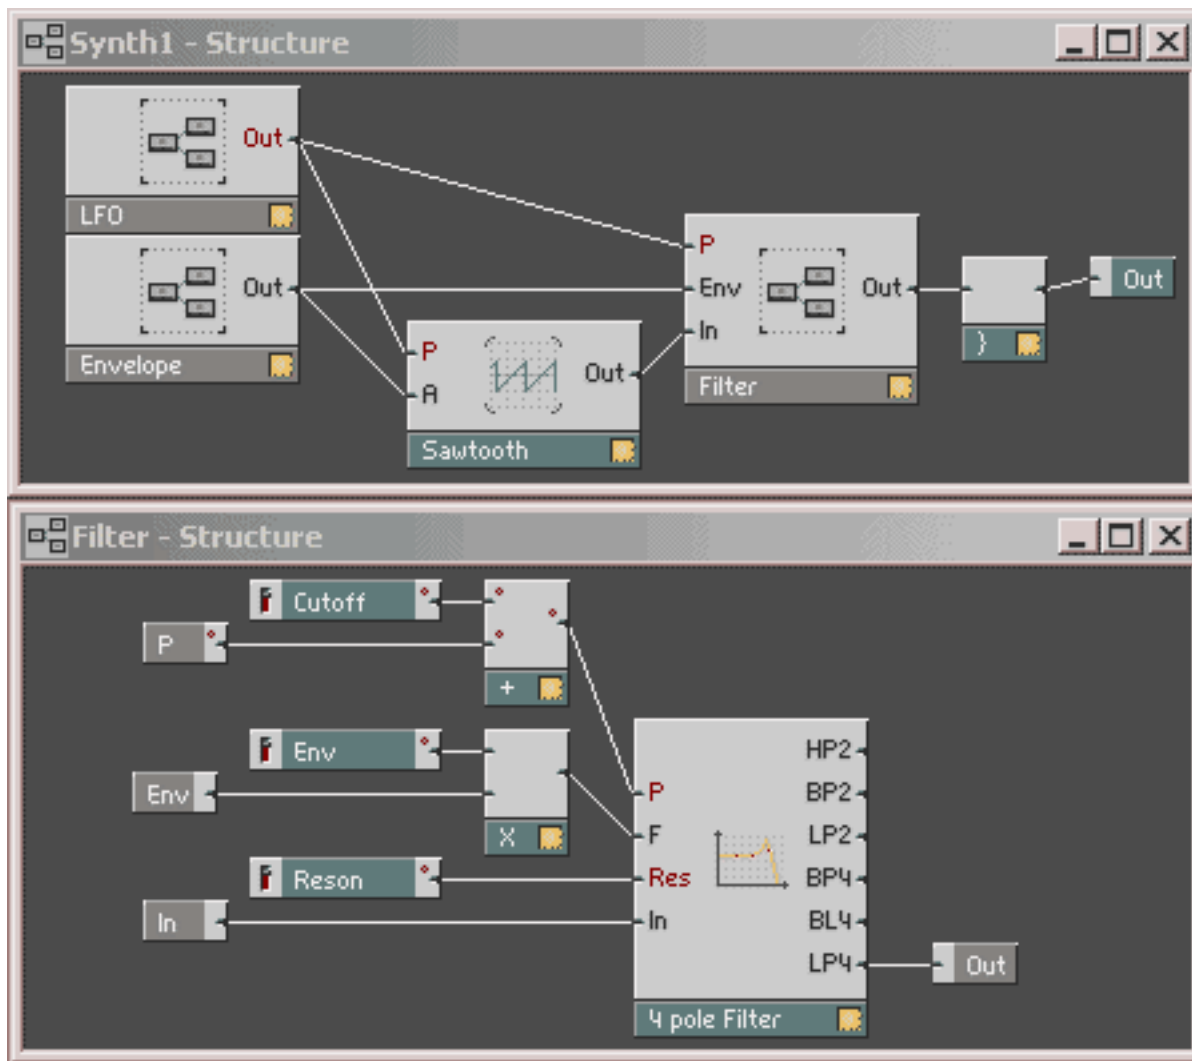 Synth1 - Structure
Out
LFO
Out
Envelope
P
A
Out
Sawtooth
P
Env
In
Out
Filter
}
Out
Filter - Structure
Cutoff
P
+
Env
Env
X
Reson
In
P
F
Res
In
HP2
BP2
LP2
BP4
BL4
LP4
4 pole Filter
Out